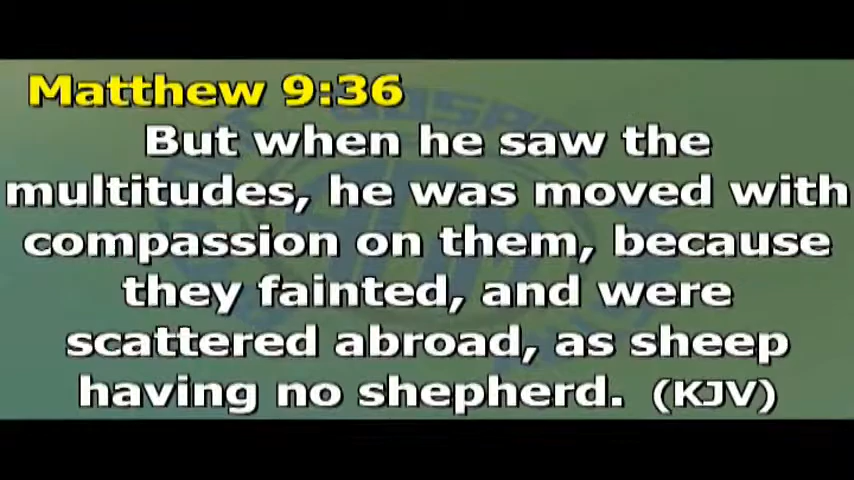 Matthew 9:36
But when he saw the
multitudes, he was moved with
compassion on them, because
they fainted, and were
scattered abroad, as sheep
having no shepherd. (KJV)